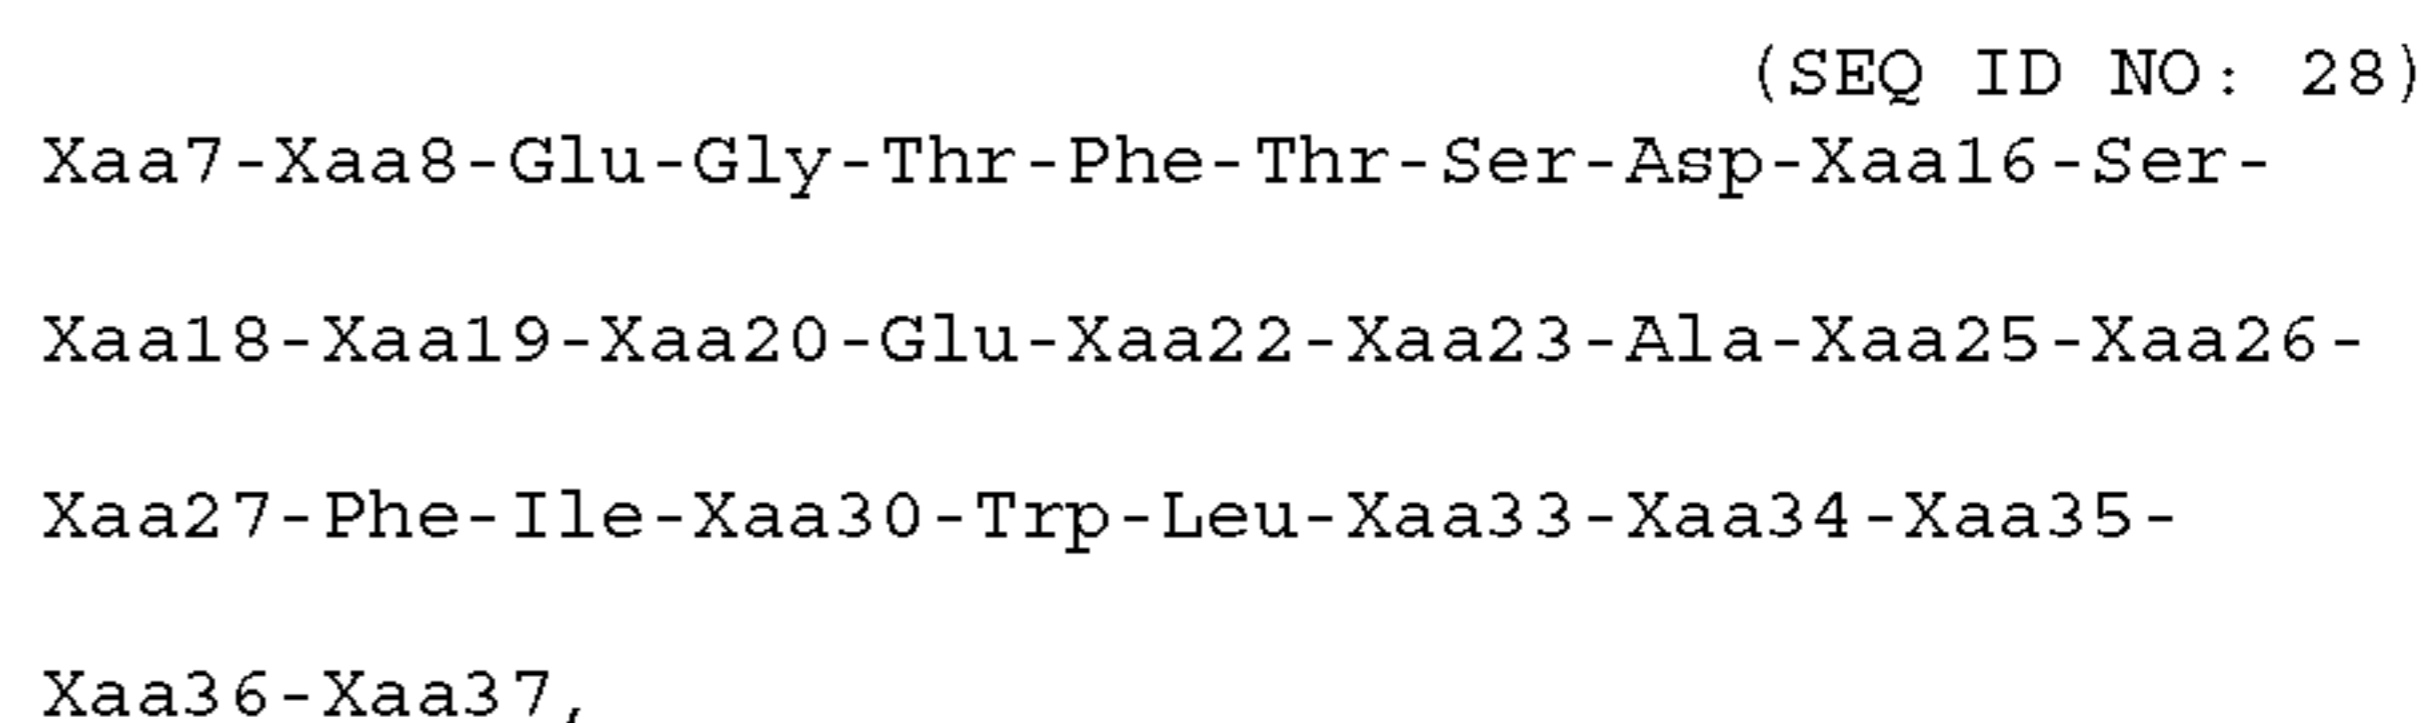 (SEQ ID NO: 28)
Xaa7-Xaa8-Glu-Gly-Thr-Phe-Thr-Ser-Asp-Xaa16-Ser-
Xaa18-Xaa19-Xaa20-Glu-Xaa22-Xaa23-Ala-Xaa25-Xaa26-
Xaa27-Phe-Ile-Xaa30-Trp-Leu-Xaa33-Xaa34-Xaa35-
Xaa36-Xaa37,